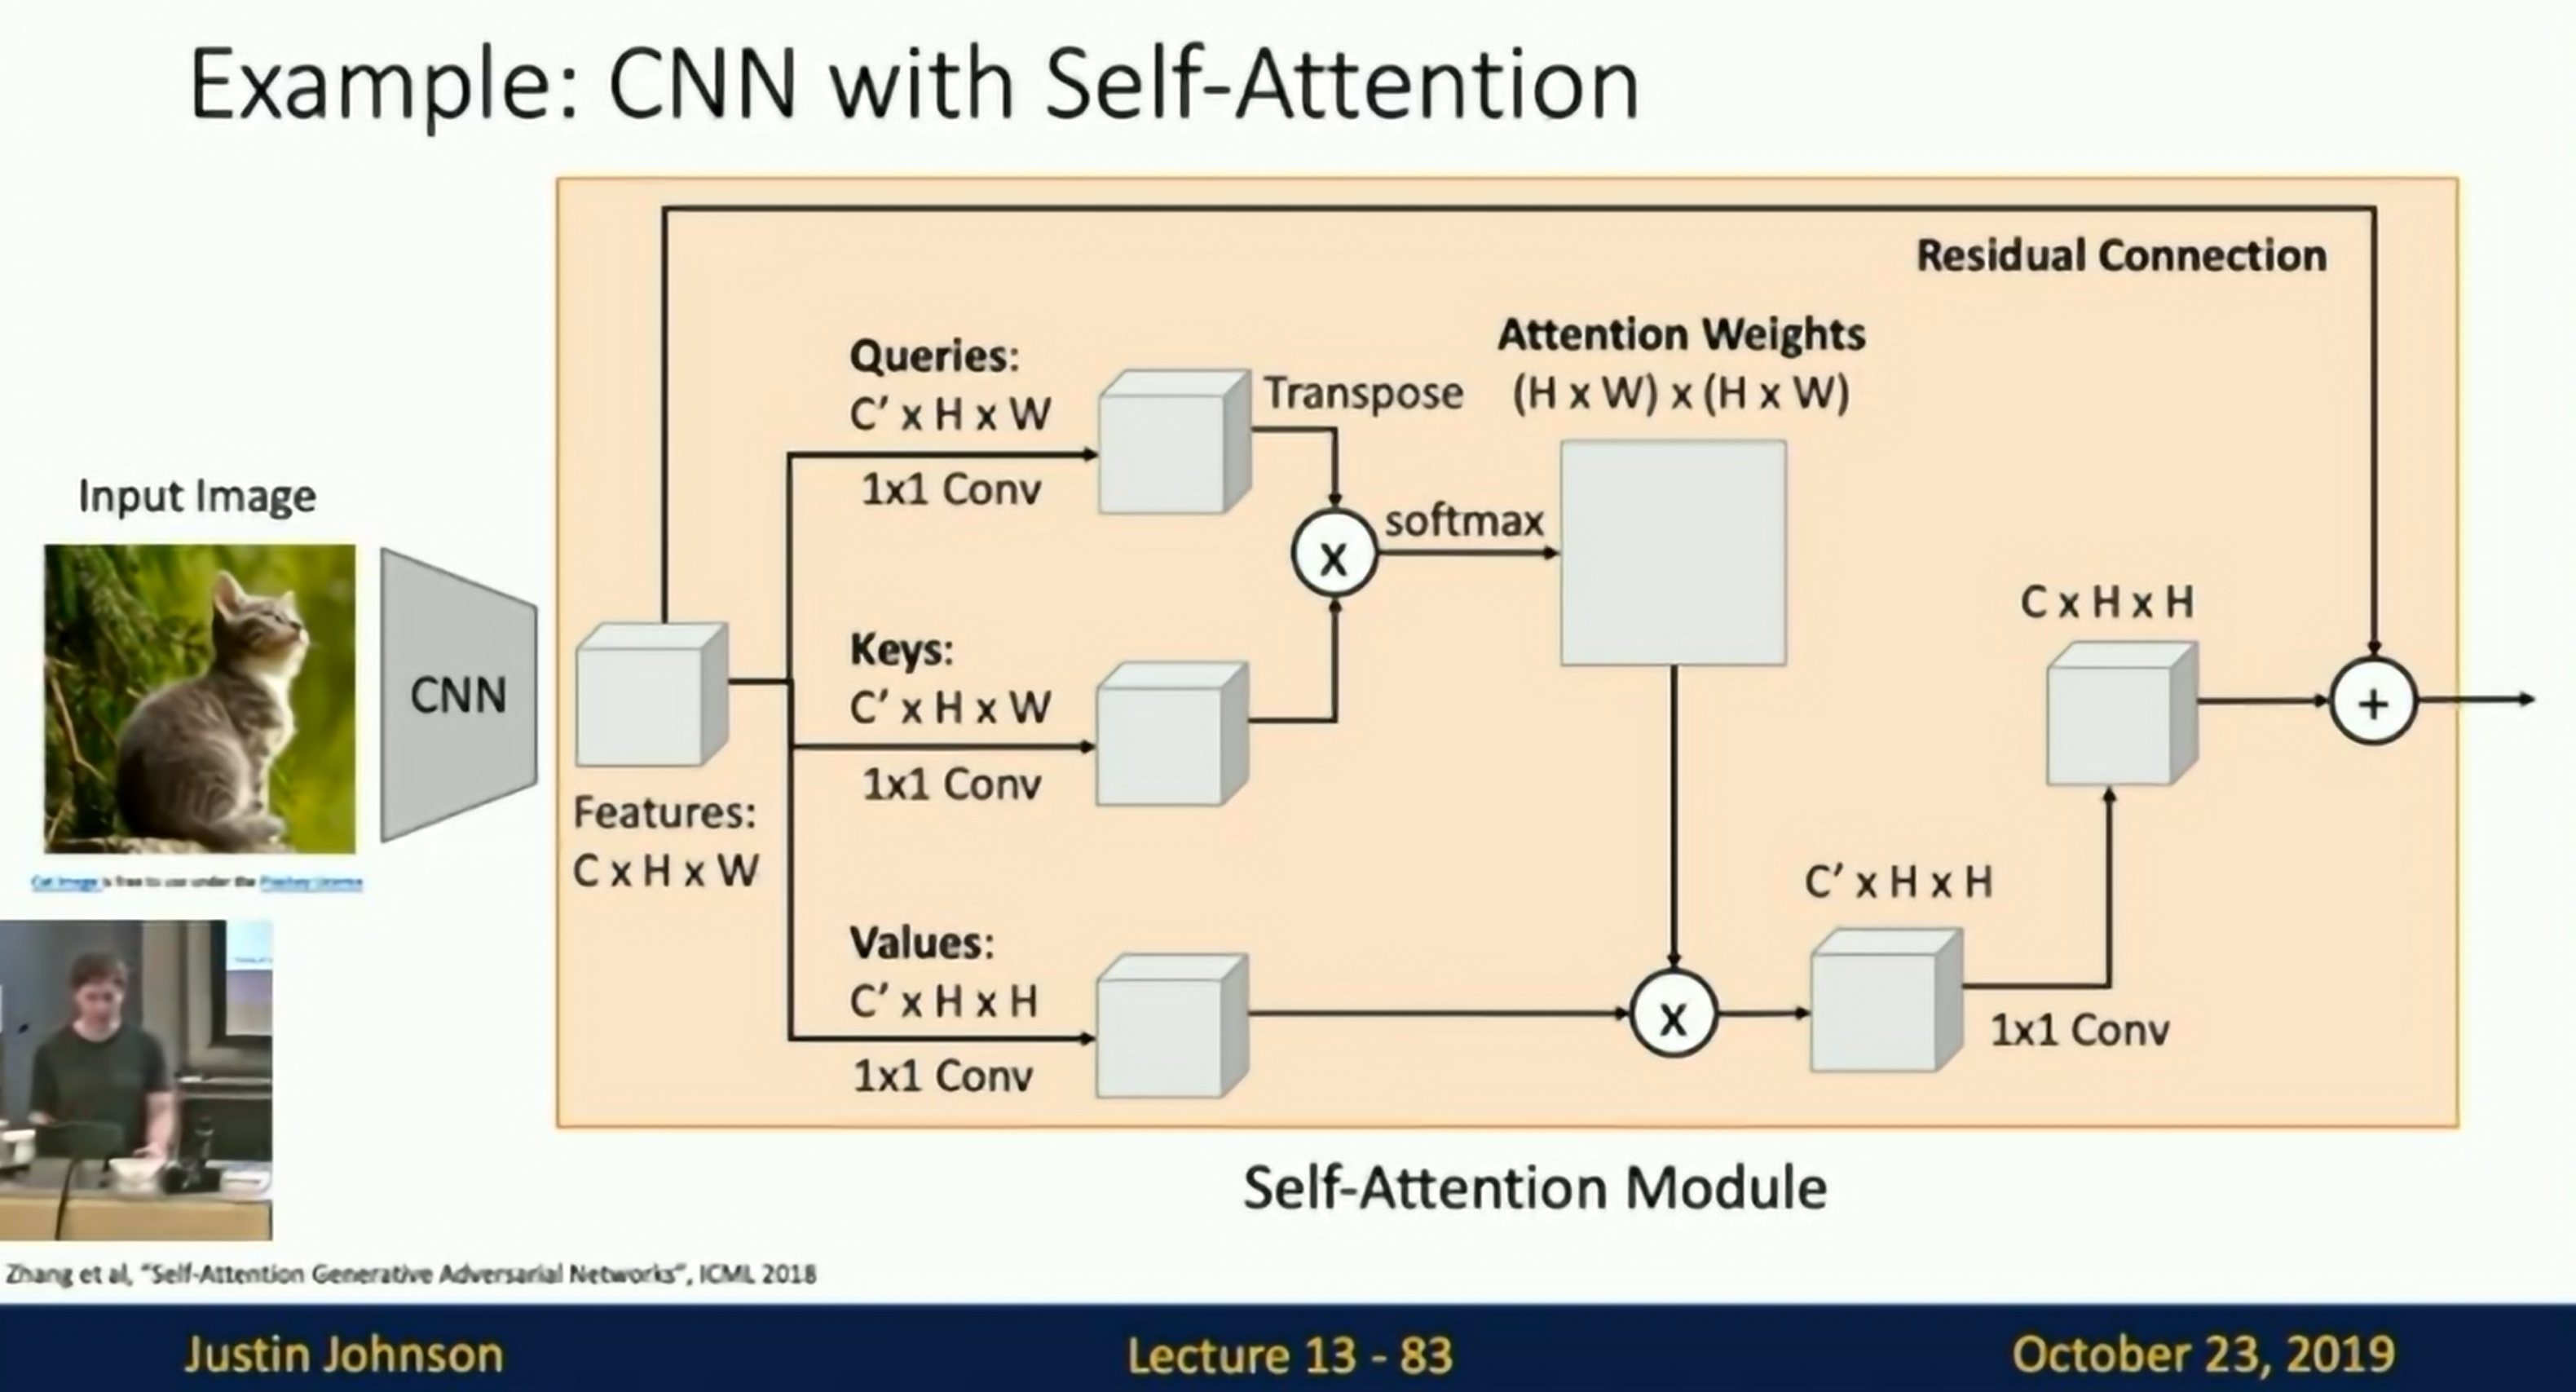 Example: CNN with Self-Attention
Residual Connection
Attention Weights
(H x W) x (H x W)
Queries:
C' x H x W
1x1 Conv
Transpose
softmax
X
Input Image
CNN
Features:
C x H x W
Keys:
C' x H x W
1x1 Conv
C x H x H
+
Values:
C' x H x H
1x1 Conv
X
C' x H x H
1x1 Conv
Cat image is free to use under the Pixabay License
Self-Attention Module
Zhang et al, "Self-Attention Generative Adversarial Networks", ICML 2018
Justin Johnson
Lecture 13 - 83
October 23, 2019